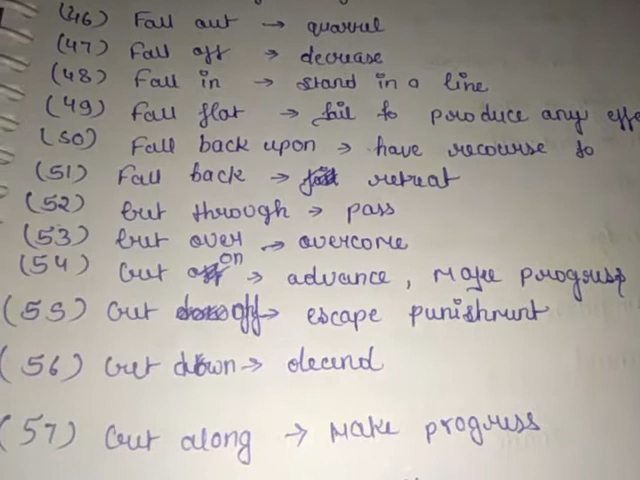 (46) Fall out → quarrel
(47) Fall off → decrease
(48) Fall in → stand in a line
(49) Fall flat → fail to produce any effe
(50) Fall back upon → have recourse to
(51) Fall back → retreat
(52) Get through → pass
(53) Get over → overcome
(54) Get on → advance, make progress
(55) Get off → escape punishment
(56) Get down → decend
(57) Get along → Make progress